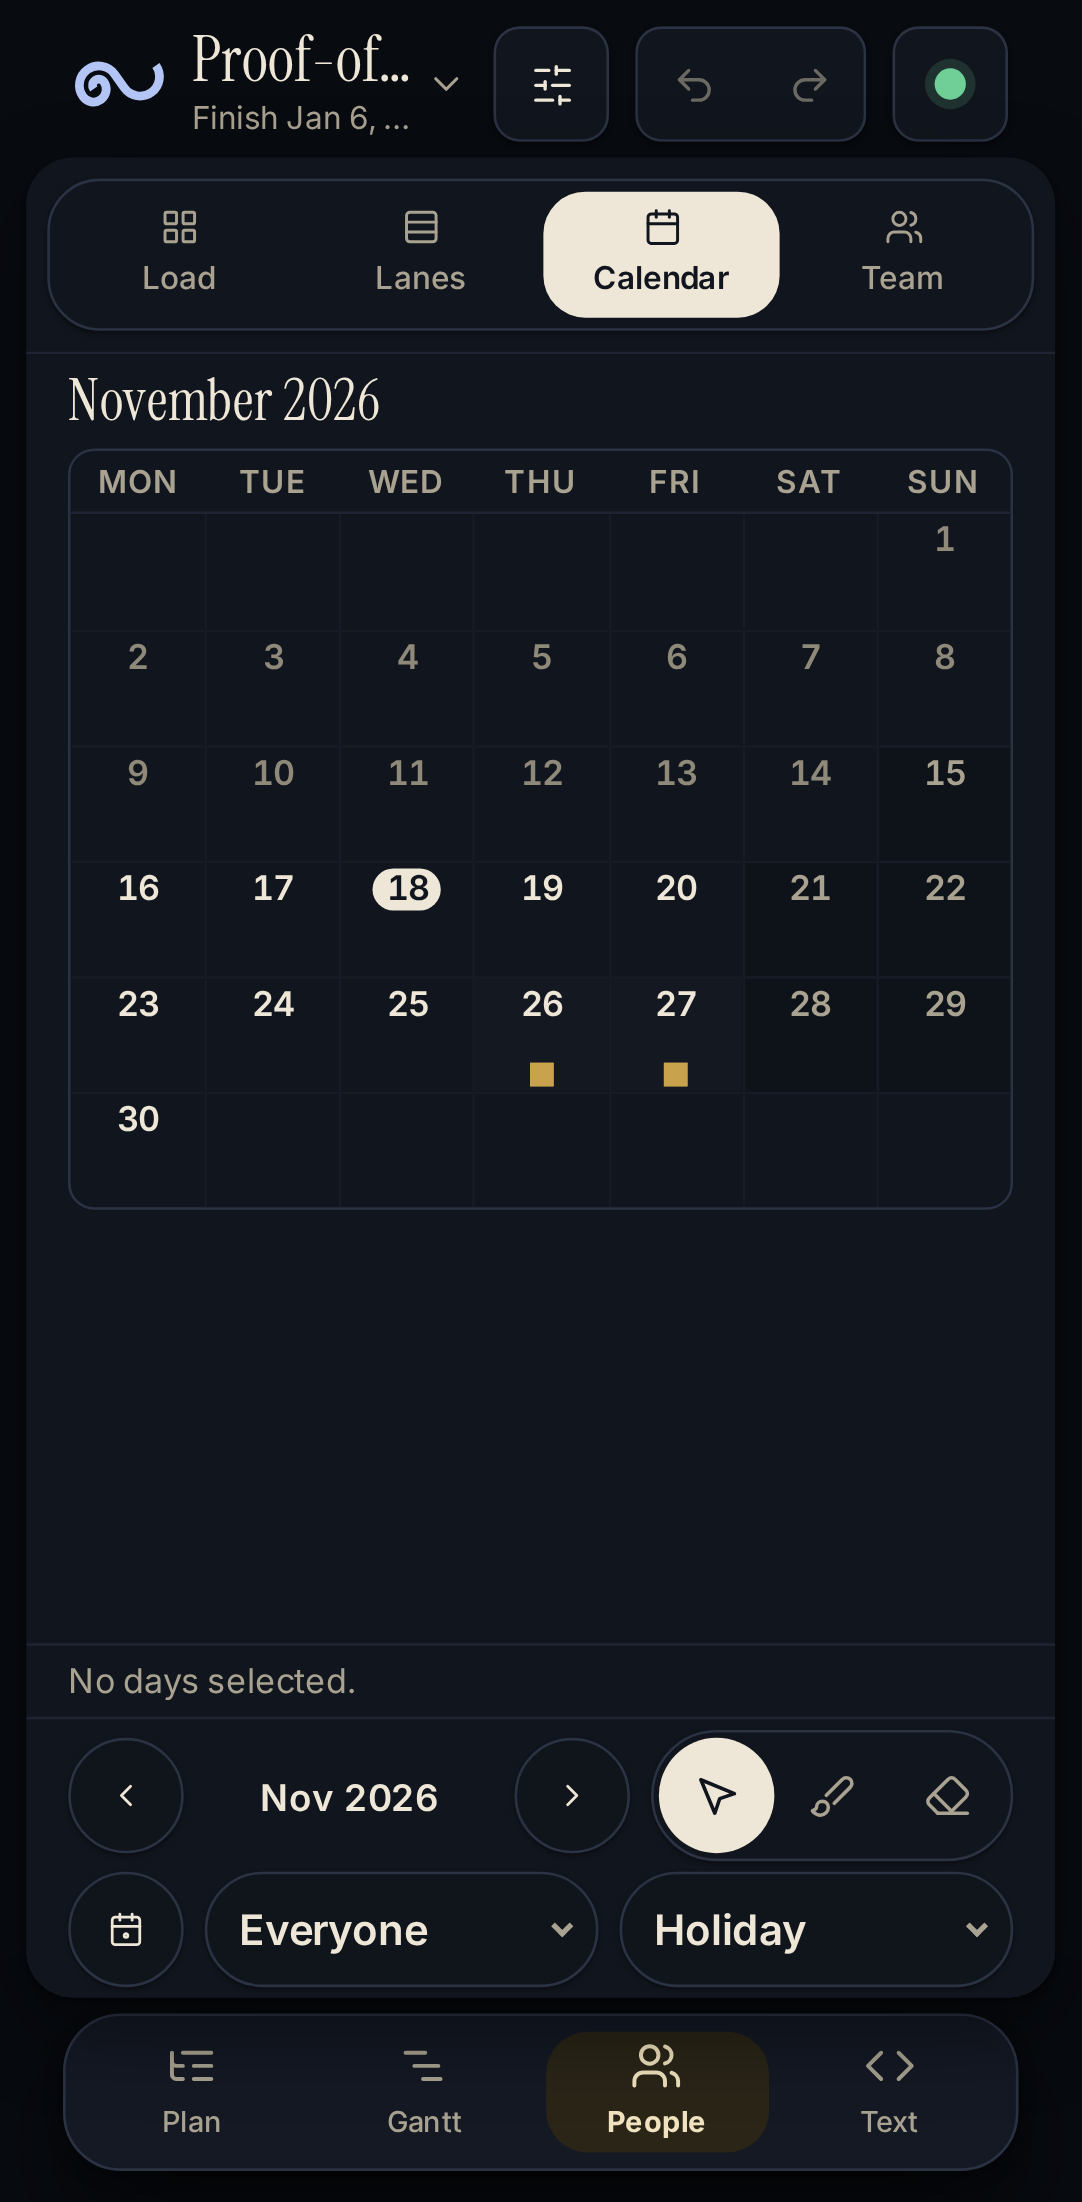 Proof-of...
Finish Jan 6, ...
Load Lanes Calendar Team
November 2026
MON TUE WED THU FRI SAT SUN
1
2 3 4 5 6 7 8
9 10 11 12 13 14 15
16 17 18 19 20 21 22
23 24 25 26 27 28 29
30
No days selected.
Nov 2026
Everyone Holiday
Plan Gantt People Text